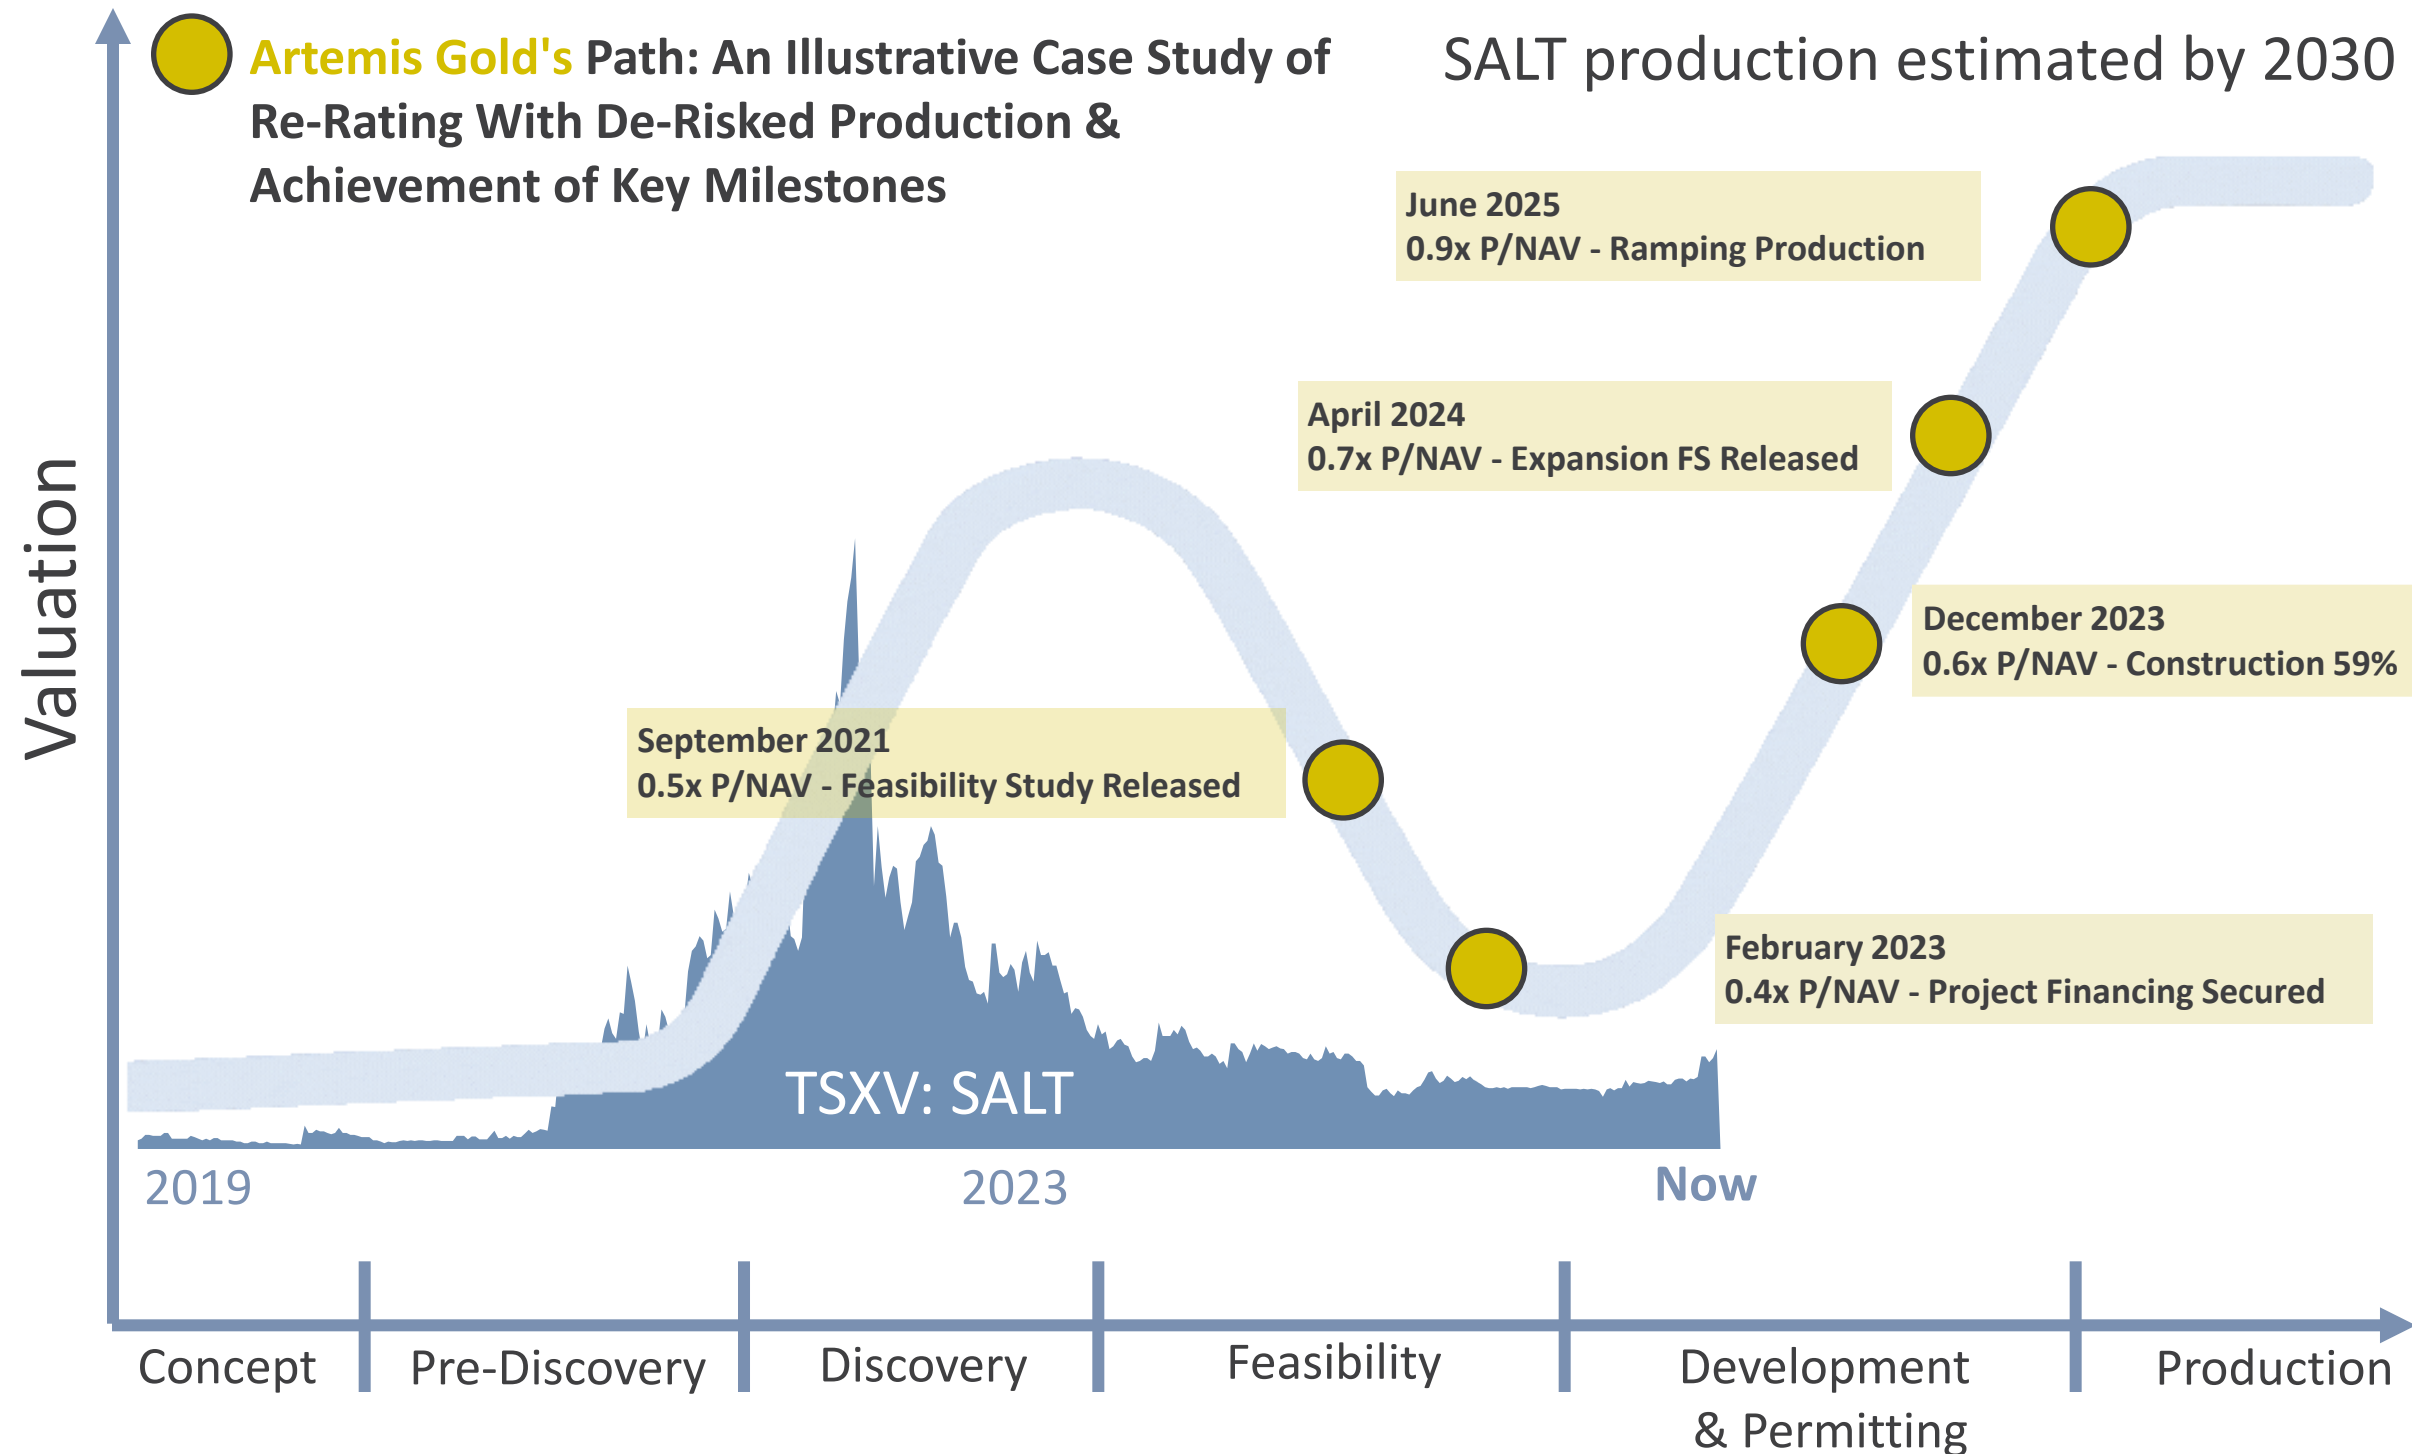 Artemis Gold's Path: An Illustrative Case Study of
Re-Rating With De-Risked Production &
Achievement of Key Milestones
SALT production estimated by 2030
June 2025
0.9x P/NAV - Ramping Production
April 2024
0.7x P/NAV - Expansion FS Released
December 2023
0.6x P/NAV - Construction 59%
September 2021
0.5x P/NAV - Feasibility Study Released
February 2023
0.4x P/NAV - Project Financing Secured
Valuation
TSXV: SALT
2019
2023
Now
Concept
Pre-Discovery
Discovery
Feasibility
Development
& Permitting
Production